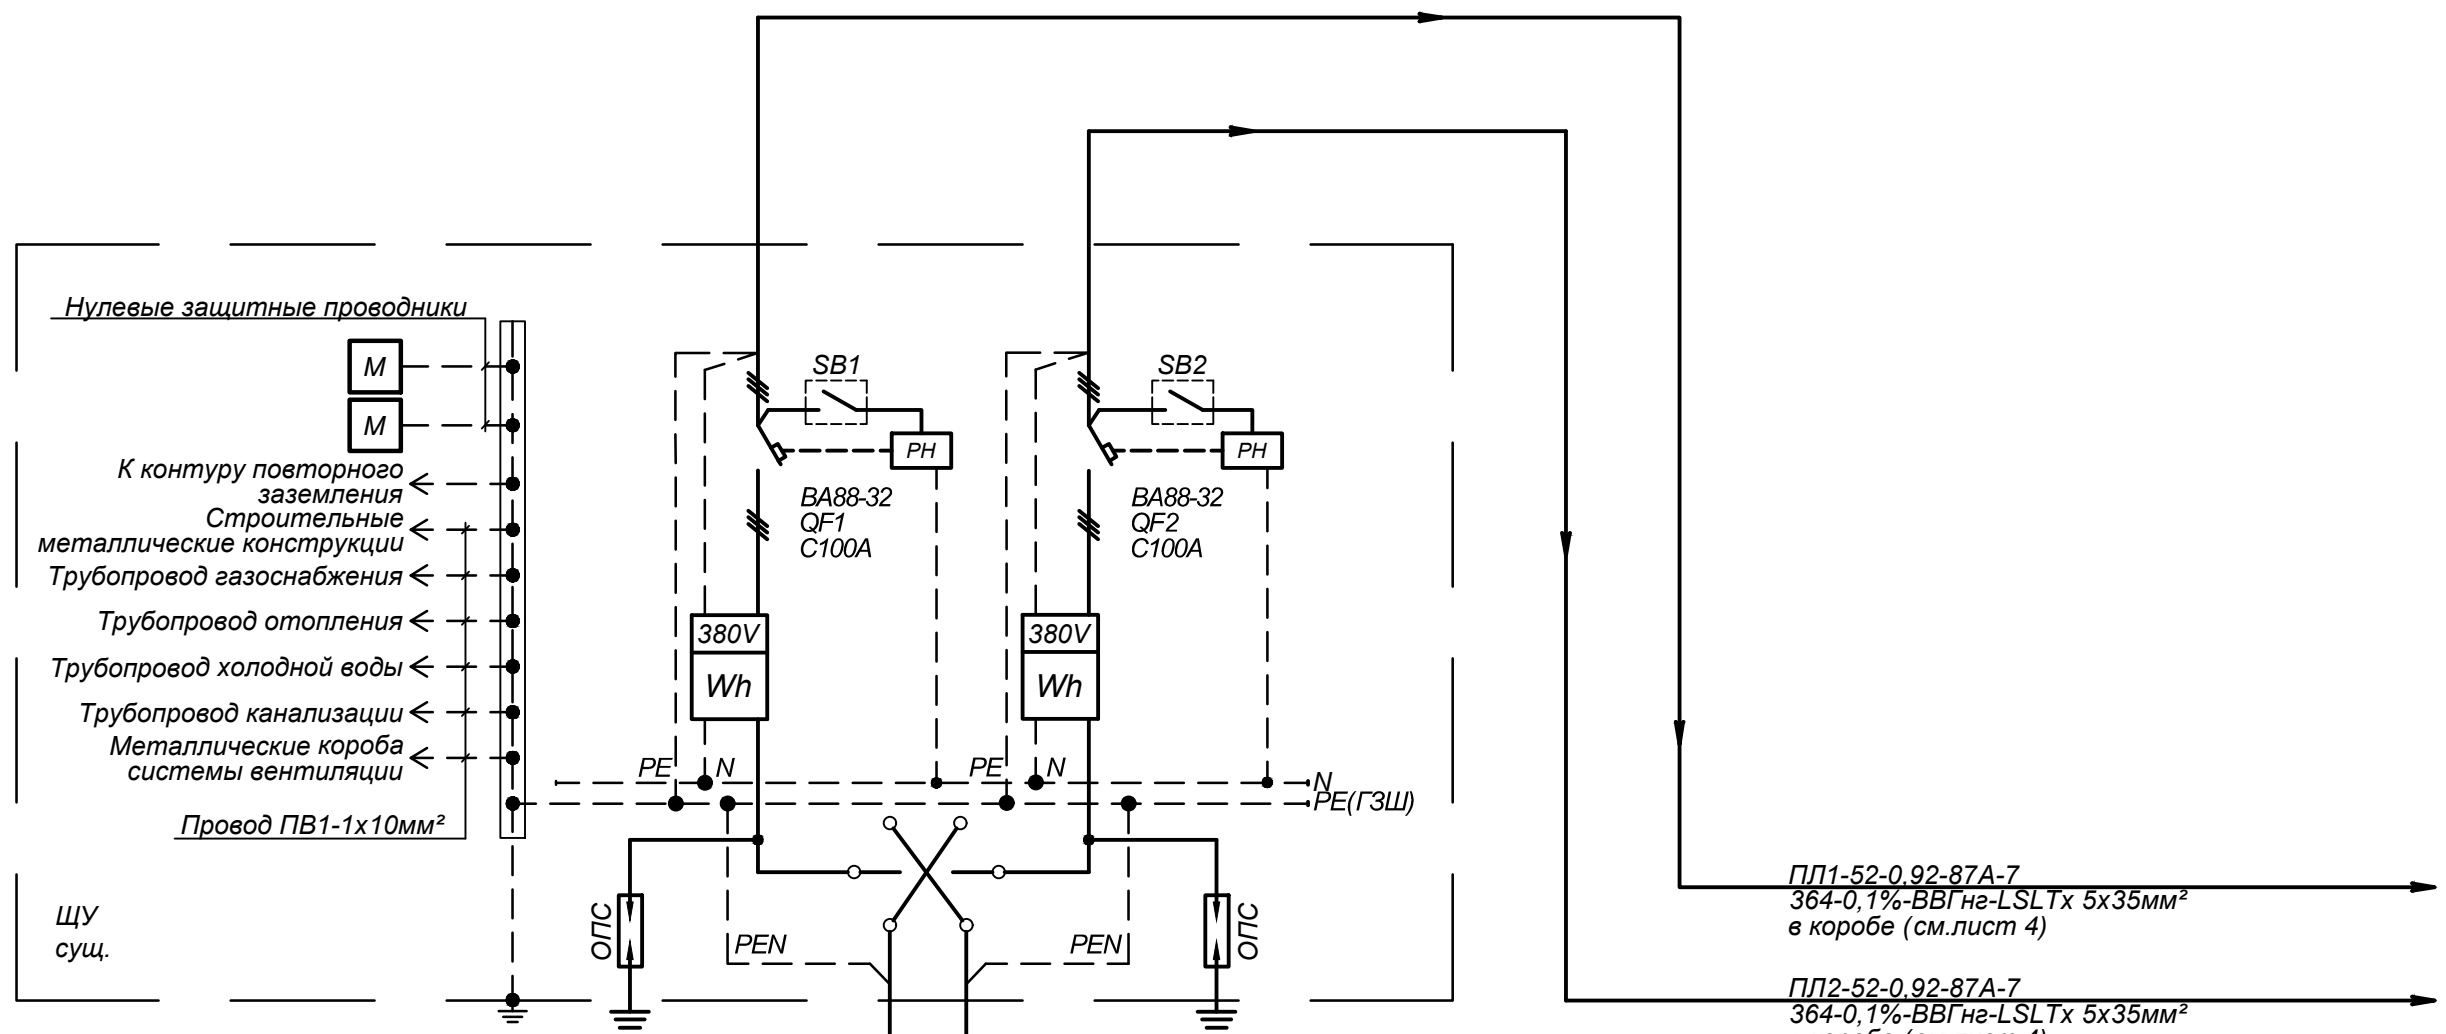 Нулевые защитные проводники
М
М
К контуру повторного
заземления
Строительные
металлические конструкции
Трубопровод газоснабжения
Трубопровод отопления
Трубопровод холодной воды
Трубопровод канализации
Металлические короба
системы вентиляции
Провод ПВ1-1х10мм²
ЩУ
сущ.
SB1
РН
ВА88-32
QF1
C100A
380V
Wh
SB2
РН
ВА88-32
QF2
C100A
380V
Wh
PE
N
PE
N
N
PE(ГЗШ)
ОПС
PEN
PEN
ОПС
ПЛ1-52-0,92-87А-7
364-0,1%-ВВГнг-LSLTx 5х35мм²
в коробе (см.лист 4)
ПЛ2-52-0,92-87А-7
364-0,1%-ВВГнг-LSLTx 5х35мм²